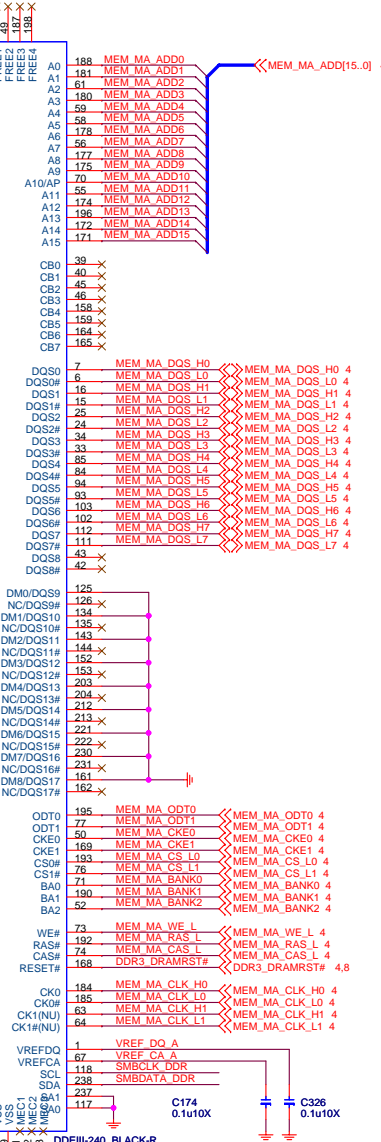 49 187 198
FREE2 FREE3 FREE4
A0 188 MEM_MA_ADD0 MEM_MA_ADD[15..0]
A1 181 MEM_MA_ADD1
A2 61 MEM_MA_ADD2
A3 180 MEM_MA_ADD3
A4 59 MEM_MA_ADD4
A5 58 MEM_MA_ADD5
A6 178 MEM_MA_ADD6
A7 56 MEM_MA_ADD7
A8 177 MEM_MA_ADD8
A9 175 MEM_MA_ADD9
A10/AP 70 MEM_MA_ADD10
A11 55 MEM_MA_ADD11
A12 174 MEM_MA_ADD12
A13 196 MEM_MA_ADD13
A14 172 MEM_MA_ADD14
A15 171 MEM_MA_ADD15
CB0 39
CB1 40
CB2 45
CB3 46
CB4 158
CB5 159
CB6 164
CB7 165
DQS0 7 MEM_MA_DQS_H0 MEM_MA_DQS_H0 4
DQS0# 6 MEM_MA_DQS_L0 MEM_MA_DQS_L0 4
DQS1 16 MEM_MA_DQS_H1 MEM_MA_DQS_H1 4
DQS1# 15 MEM_MA_DQS_L1 MEM_MA_DQS_L1 4
DQS2 25 MEM_MA_DQS_H2 MEM_MA_DQS_H2 4
DQS2# 24 MEM_MA_DQS_L2 MEM_MA_DQS_L2 4
DQS3 34 MEM_MA_DQS_H3 MEM_MA_DQS_H3 4
DQS3# 33 MEM_MA_DQS_L3 MEM_MA_DQS_L3 4
DQS4 85 MEM_MA_DQS_H4 MEM_MA_DQS_H4 4
DQS4# 84 MEM_MA_DQS_L4 MEM_MA_DQS_L4 4
DQS5 94 MEM_MA_DQS_H5 MEM_MA_DQS_H5 4
DQS5# 93 MEM_MA_DQS_L5 MEM_MA_DQS_L5 4
DQS6 103 MEM_MA_DQS_H6 MEM_MA_DQS_H6 4
DQS6# 102 MEM_MA_DQS_L6 MEM_MA_DQS_L6 4
DQS7 112 MEM_MA_DQS_H7 MEM_MA_DQS_H7 4
DQS7# 111 MEM_MA_DQS_L7 MEM_MA_DQS_L7 4
DQS8 43
DQS8# 42
DM0/DQS9 125
NC/DQS9# 126
DM1/DQS10 134
NC/DQS10# 135
DM2/DQS11 143
NC/DQS11# 144
DM3/DQS12 152
NC/DQS12# 153
DM4/DQS13 203
NC/DQS13# 204
DM5/DQS14 212
NC/DQS14# 213
DM6/DQS15 221
NC/DQS15# 222
DM7/DQS16 230
NC/DQS16# 231
DM8/DQS17 161
NC/DQS17# 162
ODT0 195 MEM_MA_ODT0 MEM_MA_ODT0 4
ODT1 77 MEM_MA_ODT1 MEM_MA_ODT1 4
CKE0 50 MEM_MA_CKE0 MEM_MA_CKE0 4
CKE1 169 MEM_MA_CKE1 MEM_MA_CKE1 4
CS0# 193 MEM_MA_CS_L0 MEM_MA_CS_L0 4
CS1# 76 MEM_MA_CS_L1 MEM_MA_CS_L1 4
BA0 71 MEM_MA_BANK0 MEM_MA_BANK0 4
BA1 190 MEM_MA_BANK1 MEM_MA_BANK1 4
BA2 52 MEM_MA_BANK2 MEM_MA_BANK2 4
WE# 73 MEM_MA_WE_L MEM_MA_WE_L 4
RAS# 192 MEM_MA_RAS_L MEM_MA_RAS_L 4
CAS# 74 MEM_MA_CAS_L MEM_MA_CAS_L 4
RESET# 168 DDR3_DRAMRST# DDR3_DRAMRST# 4,8
CK0 184 MEM_MA_CLK_H0 MEM_MA_CLK_H0 4
CK0# 185 MEM_MA_CLK_L0 MEM_MA_CLK_L0 4
CK1(NU) 63 MEM_MA_CLK_H1 MEM_MA_CLK_H1 4
CK1#(NU) 64 MEM_MA_CLK_L1 MEM_MA_CLK_L1 4
VREFDQ 1 VREF_DQ_A
VREFCA 67 VREF_CA_A
SCL 118 SMBCLK_DDR
SDA 238 SMBDATA_DDR
237
117
C174 C326
0.1u10X 0.1u10X
VSS VSS MEC1 MEC2
DDRIII-240_BLACK-R